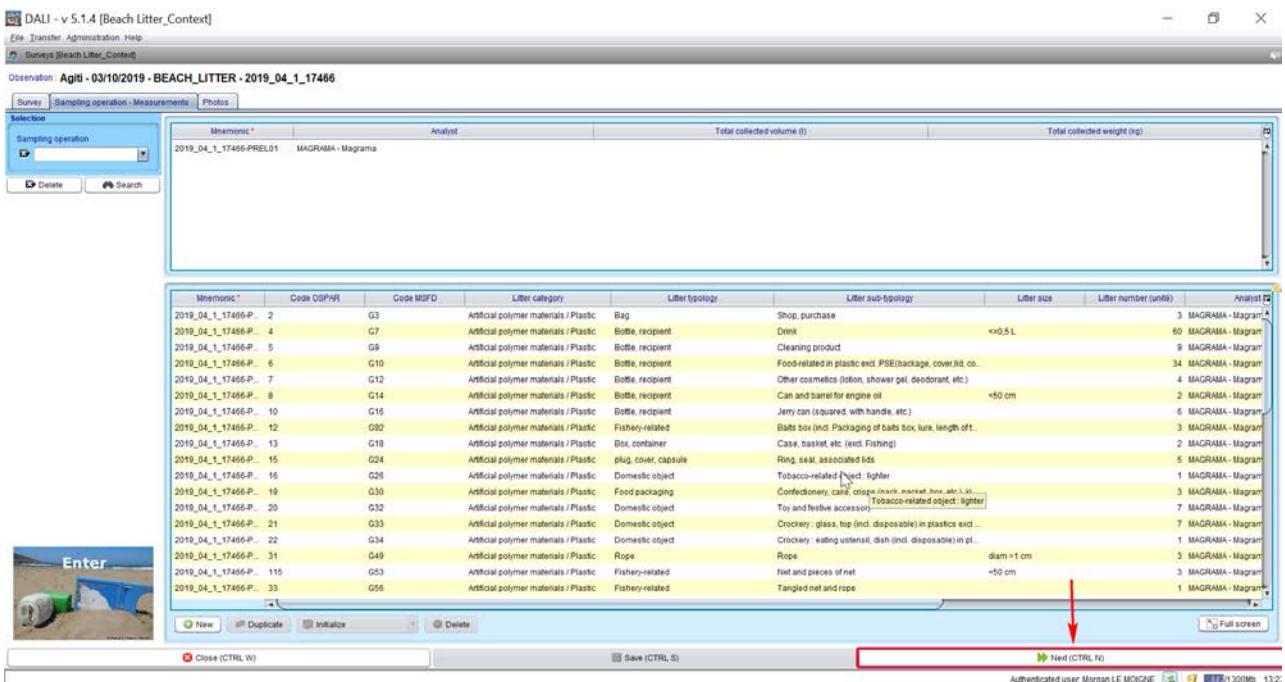 DALI - v 5.1.4 [Beach Litter_Context]
File Transfer Administration Help
Surveys [Beach Litter_Context]
Observation : Agiti - 03/10/2019 - BEACH_LITTER - 2019_04_1_17466
Survey Sampling operation - Measurements Photos
Selection
Sampling operation
Delete Search
Mnemonic * Analyst Total collected volume (l) Total collected weight (kg)
2019_04_1_17466-PREL01 MAGRAMA - Magrama
Mnemonic * Code OSPAR Code MSFD Litter category Litter typology Litter sub-typology Litter size Litter number (unité) Analyst
2019_04_1_17466-P... 2 G3 Artificial polymer materials / Plastic Bag Shop, purchase 3 MAGRAMA - Magram
2019_04_1_17466-P... 4 G7 Artificial polymer materials / Plastic Bottle, recipient Drink <=0,5 L 60 MAGRAMA - Magram
2019_04_1_17466-P... 5 G9 Artificial polymer materials / Plastic Bottle, recipient Cleaning product 9 MAGRAMA - Magram
2019_04_1_17466-P... 6 G10 Artificial polymer materials / Plastic Bottle, recipient Food-related in plastic excl. PSE(backage, cover,lid, co... 34 MAGRAMA - Magram
2019_04_1_17466-P... 7 G12 Artificial polymer materials / Plastic Bottle, recipient Other cosmetics (lotion, shower gel, deodorant, etc.) 4 MAGRAMA - Magram
2019_04_1_17466-P... 8 G14 Artificial polymer materials / Plastic Bottle, recipient Can and barrel for engine oil <50 cm 2 MAGRAMA - Magram
2019_04_1_17466-P... 10 G16 Artificial polymer materials / Plastic Bottle, recipient Jerry can (squared, with handle, etc.) 6 MAGRAMA - Magram
2019_04_1_17466-P... 12 G92 Artificial polymer materials / Plastic Fishery-related Baits box (incl. Packaging of baits box, lure, length of t... 3 MAGRAMA - Magram
2019_04_1_17466-P... 13 G18 Artificial polymer materials / Plastic Box, container Case, basket, etc. (excl. Fishing) 2 MAGRAMA - Magram
2019_04_1_17466-P... 15 G24 Artificial polymer materials / Plastic plug, cover, capsule Ring, seal, associated lids 5 MAGRAMA - Magram
2019_04_1_17466-P... 16 G26 Artificial polymer materials / Plastic Domestic object Tobacco-related object : lighter 1 MAGRAMA - Magram
2019_04_1_17466-P... 19 G30 Artificial polymer materials / Plastic Food packaging Confectionery, cake, crisps (pack, packet, box, etc.) 3 MAGRAMA - Magram
Tobacco-related object : lighter
2019_04_1_17466-P... 20 G32 Artificial polymer materials / Plastic Domestic object Toy and festive accessory 7 MAGRAMA - Magram
2019_04_1_17466-P... 21 G33 Artificial polymer materials / Plastic Domestic object Crockery : glass, top (incl. disposable) in plastics excl ... 7 MAGRAMA - Magram
2019_04_1_17466-P... 22 G34 Artificial polymer materials / Plastic Domestic object Crockery : eating ustensil, dish (incl. disposable) in pl... 1 MAGRAMA - Magram
2019_04_1_17466-P... 31 G49 Artificial polymer materials / Plastic Rope Rope diam >1 cm 3 MAGRAMA - Magram
2019_04_1_17466-P... 115 G53 Artificial polymer materials / Plastic Fishery-related Net and pieces of net <50 cm 3 MAGRAMA - Magram
2019_04_1_17466-P... 33 G56 Artificial polymer materials / Plastic Fishery-related Tangled net and rope 1 MAGRAMA - Magram
Enter
New Duplicate Initialize Delete Full screen
Close (CTRL W) Save (CTRL S) Next (CTRL N)
Authenticated user: Morgan LE MOIGNE /1300Mb 13:2